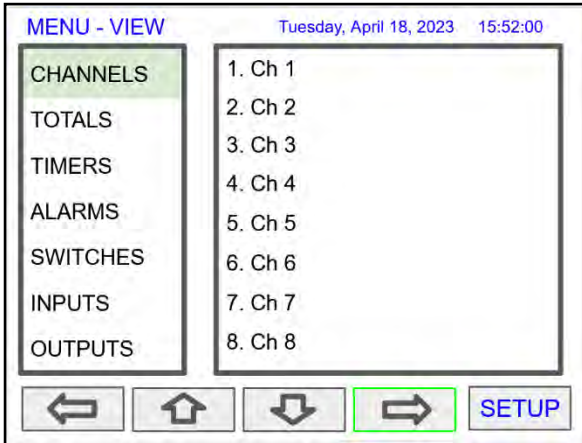 MENU - VIEW Tuesday, April 18, 2023 15:52:00
CHANNELS
TOTALS
TIMERS
ALARMS
SWITCHES
INPUTS
OUTPUTS
1. Ch 1
2. Ch 2
3. Ch 3
4. Ch 4
5. Ch 5
6. Ch 6
7. Ch 7
8. Ch 8
SETUP